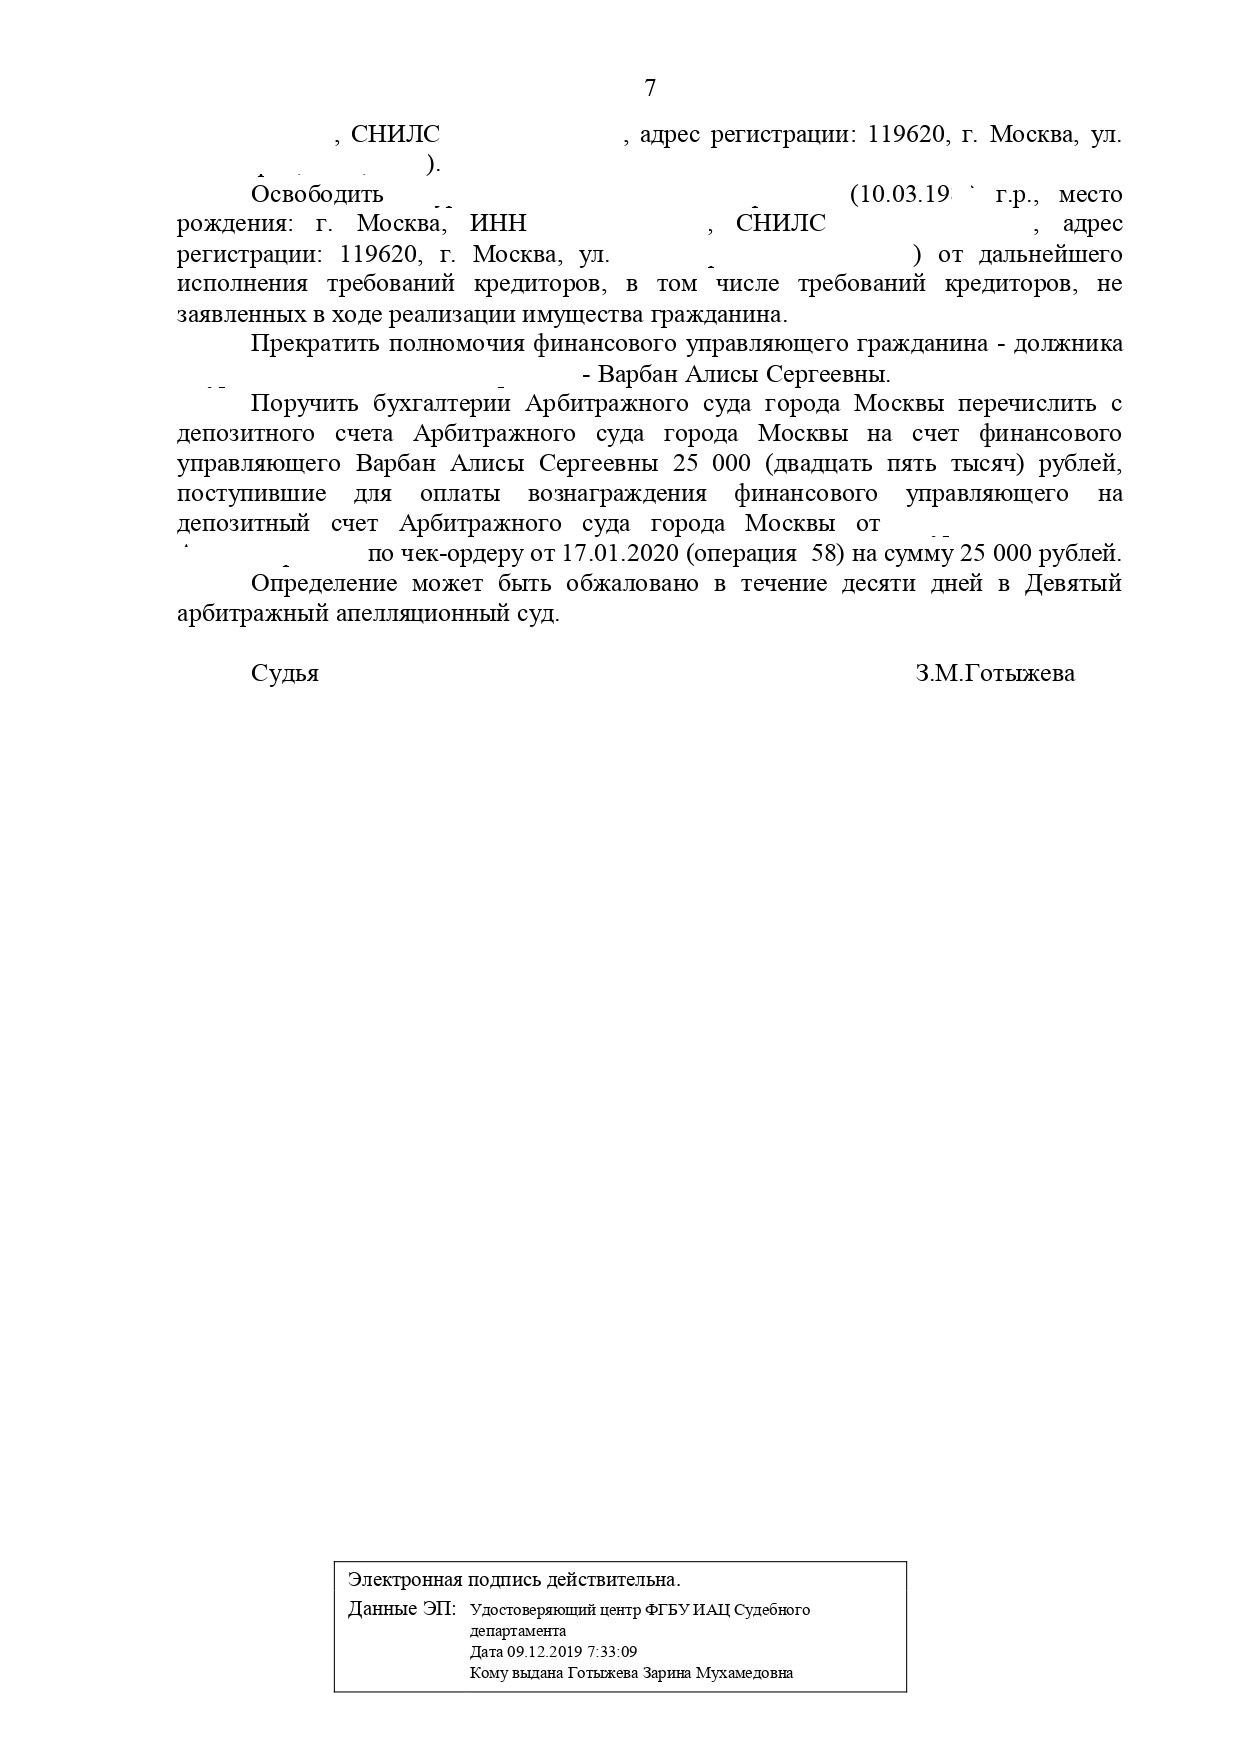 7
, СНИЛС , адрес регистрации: 119620, г. Москва, ул.
).
Освободить (10.03.19 г.р., место
рождения: г. Москва, ИНН , СНИЛС , адрес
регистрации: 119620, г. Москва, ул. ) от дальнейшего
исполнения требований кредиторов, в том числе требований кредиторов, не
заявленных в ходе реализации имущества гражданина.
Прекратить полномочия финансового управляющего гражданина - должника
- Варбан Алисы Сергеевны.
Поручить бухгалтерии Арбитражного суда города Москвы перечислить с
депозитного счета Арбитражного суда города Москвы на счет финансового
управляющего Варбан Алисы Сергеевны 25 000 (двадцать пять тысяч) рублей,
поступившие для оплаты вознаграждения финансового управляющего на
депозитный счет Арбитражного суда города Москвы от
по чек-ордеру от 17.01.2020 (операция 58) на сумму 25 000 рублей.
Определение может быть обжаловано в течение десяти дней в Девятый
арбитражный апелляционный суд.
Судья З.М.Готыжева
Электронная подпись действительна.
Данные ЭП: Удостоверяющий центр ФГБУ ИАЦ Судебного
департамента
Дата 09.12.2019 7:33:09
Кому выдана Готыжева Зарина Мухамедовна